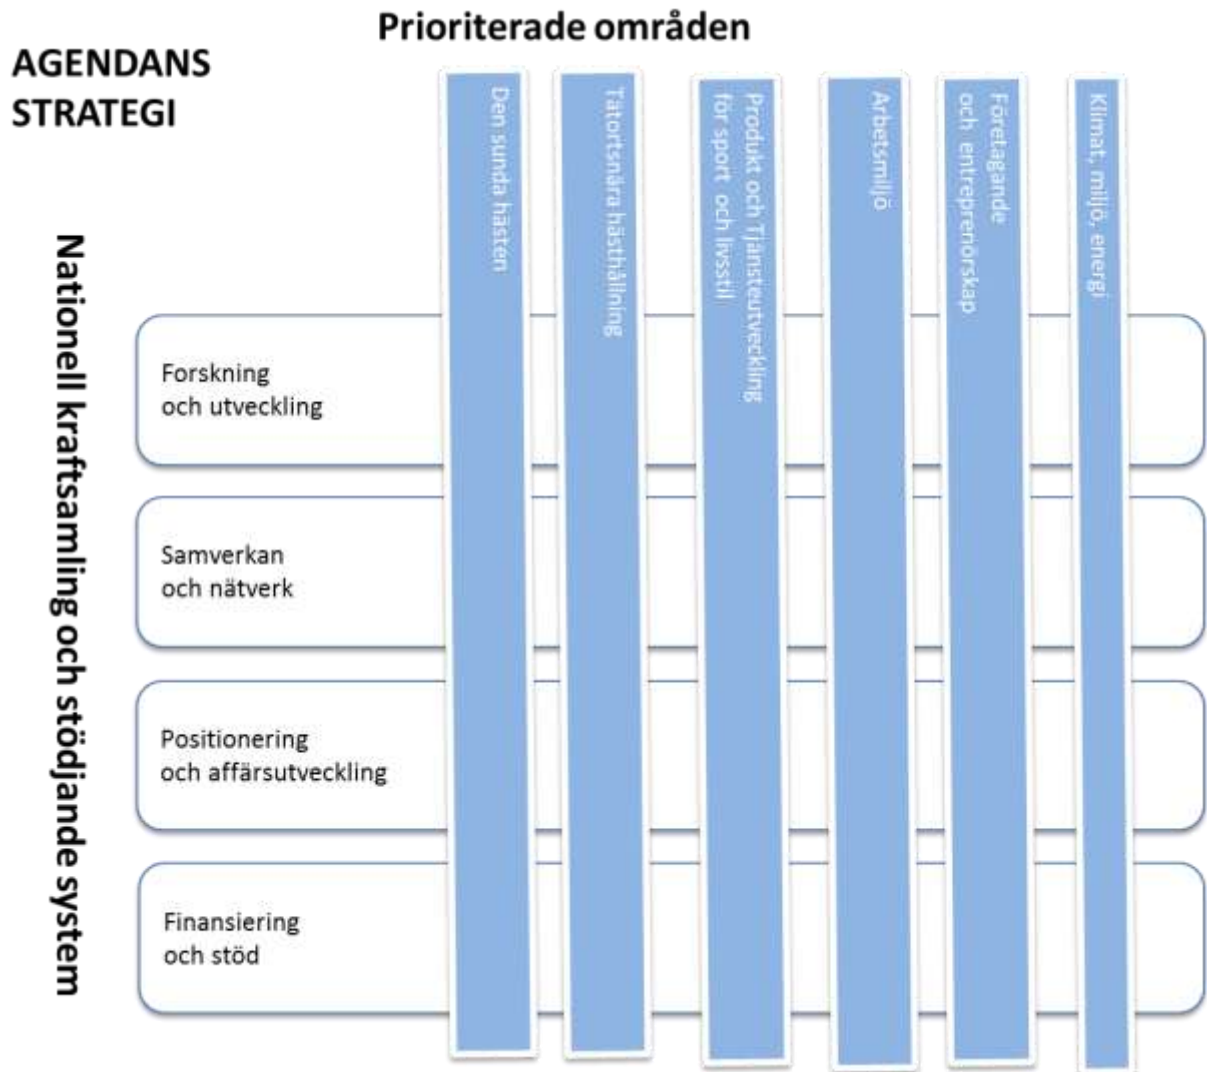 Prioriterade områden
AGENDANS
STRATEGI
Den sunda hästen
Tätortsnära hästhållning
Produkt och Tjänsteutveckling
för sport och livsstil
Arbetsmiljö
Företagande
och entreprenörskap
Klimat, miljö, energi
Nationell kraftsamling och stödjande system
Forskning
och utveckling
Samverkan
och nätverk
Positionering
och affärsutveckling
Finansiering
och stöd